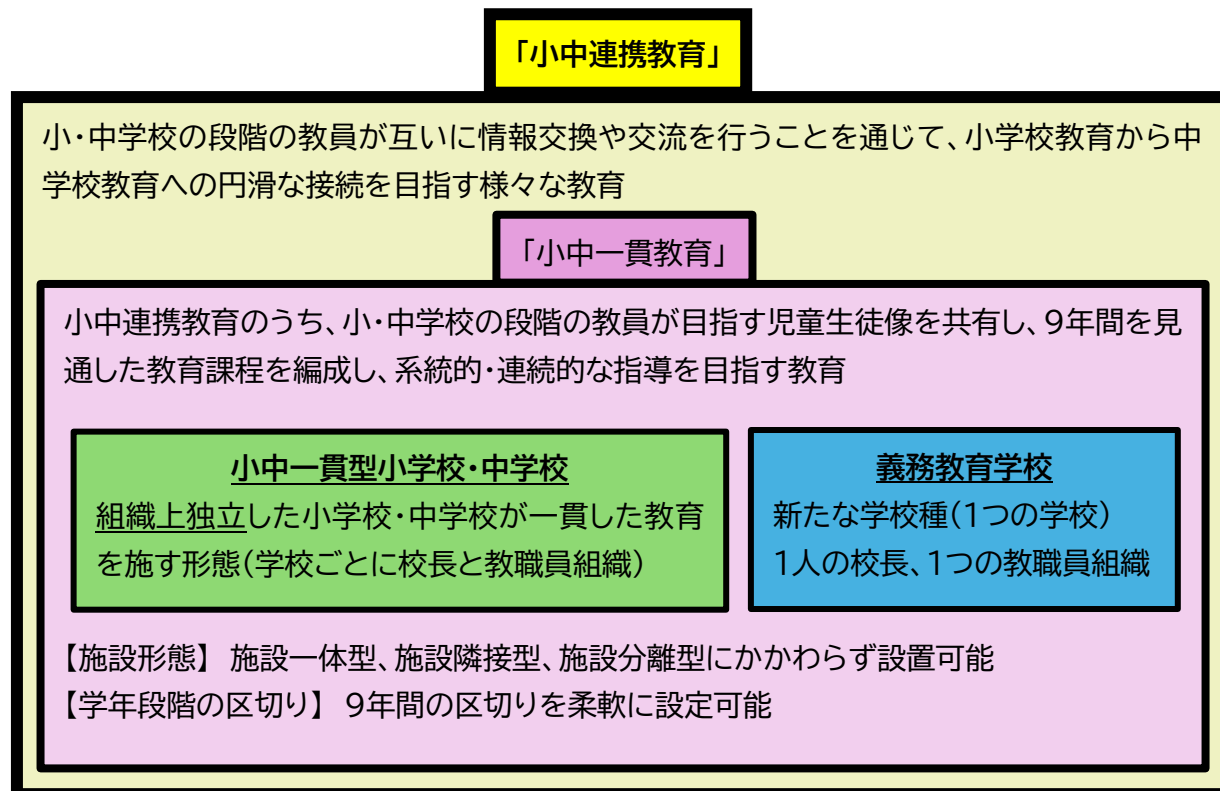 「小中連携教育」
小・中学校の段階の教員が互いに情報交換や交流を行うことを通じて、小学校教育から中
学校教育への円滑な接続を目指す様々な教育
「小中一貫教育」
小中連携教育のうち、小・中学校の段階の教員が目指す児童生徒像を共有し、9年間を見
通した教育課程を編成し、系統的・連続的な指導を目指す教育
小中一貫型小学校・中学校
組織上独立した小学校・中学校が一貫した教育
を施す形態(学校ごとに校長と教職員組織)
義務教育学校
新たな学校種(1つの学校)
1人の校長、1つの教職員組織
【施設形態】 施設一体型、施設隣接型、施設分離型にかかわらず設置可能
【学年段階の区切り】 9年間の区切りを柔軟に設定可能